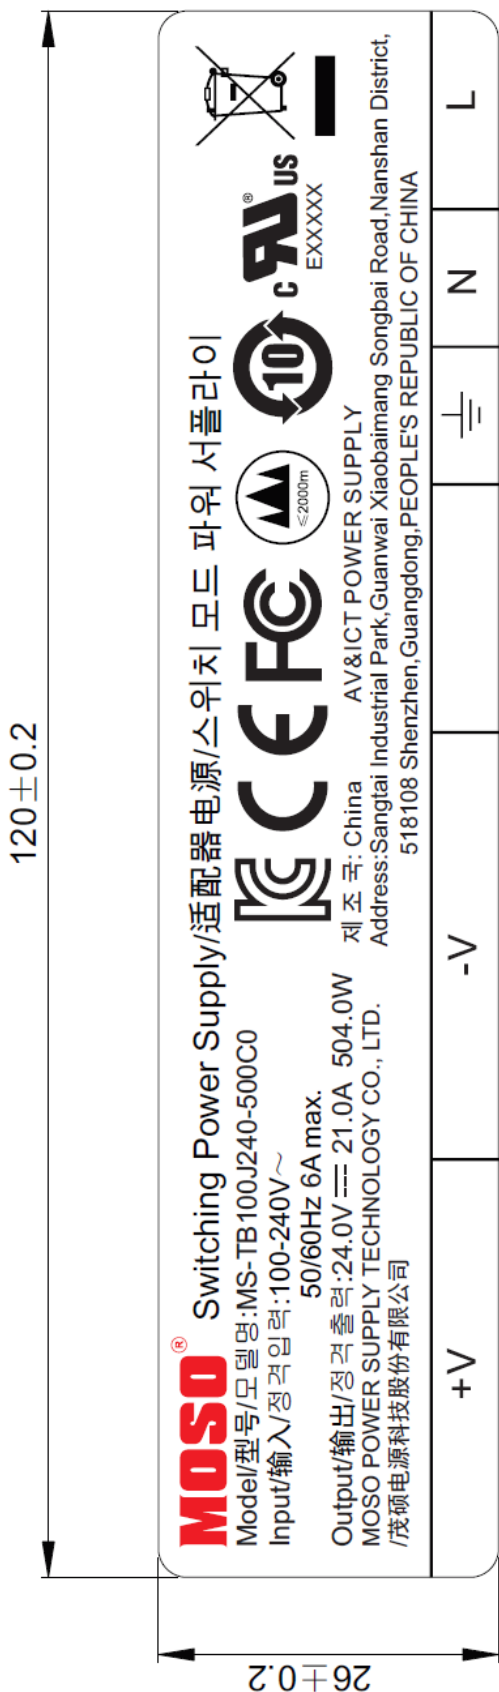 120±0.2
MOSO® Switching Power Supply/适配器电源/스위치 모드 파워 서플라이
Model/型号/모델명:MS-TB100J240-500C0
Input/输入/정격입력:100-240V～
50/60Hz 6A max.
Output/输出/정격출력:24.0V⎓21.0A 504.0W
MOSO POWER SUPPLY TECHNOLOGY CO., LTD.
/茂硕电源科技股份有限公司
KC CE FC
≤2000m
10
c RU US
EXXXXX
제 조 국: China AV&ICT POWER SUPPLY
Address:Sangtai Industrial Park,Guanwai Xiaobaimang Songbai Road,Nanshan District,
518108 Shenzhen,Guangdong,PEOPLE'S REPUBLIC OF CHINA
+V -V N L
26±0.2